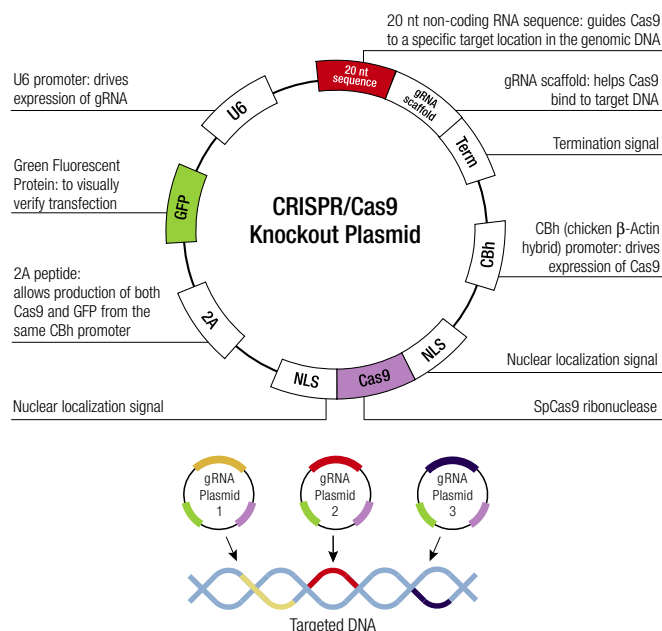 20 nt non-coding RNA sequence: guides Cas9
to a specific target location in the genomic DNA
U6 promoter: drives
expression of gRNA
20 nt
sequence
gRNA
scaffold
gRNA scaffold: helps Cas9
bind to target DNA
U6
Term
Termination signal
Green Fluorescent
Protein: to visually
verify transfection
GFP
CRISPR/Cas9
Knockout Plasmid
CBh
CBh (chicken β-Actin
hybrid) promoter: drives
expression of Cas9
2A peptide:
allows production of both
Cas9 and GFP from the
same CBh promoter
2A
NLS
Cas9
NLS
Nuclear localization signal
Nuclear localization signal
SpCas9 ribonuclease
gRNA
Plasmid
1
gRNA
Plasmid
2
gRNA
Plasmid
3
Targeted DNA